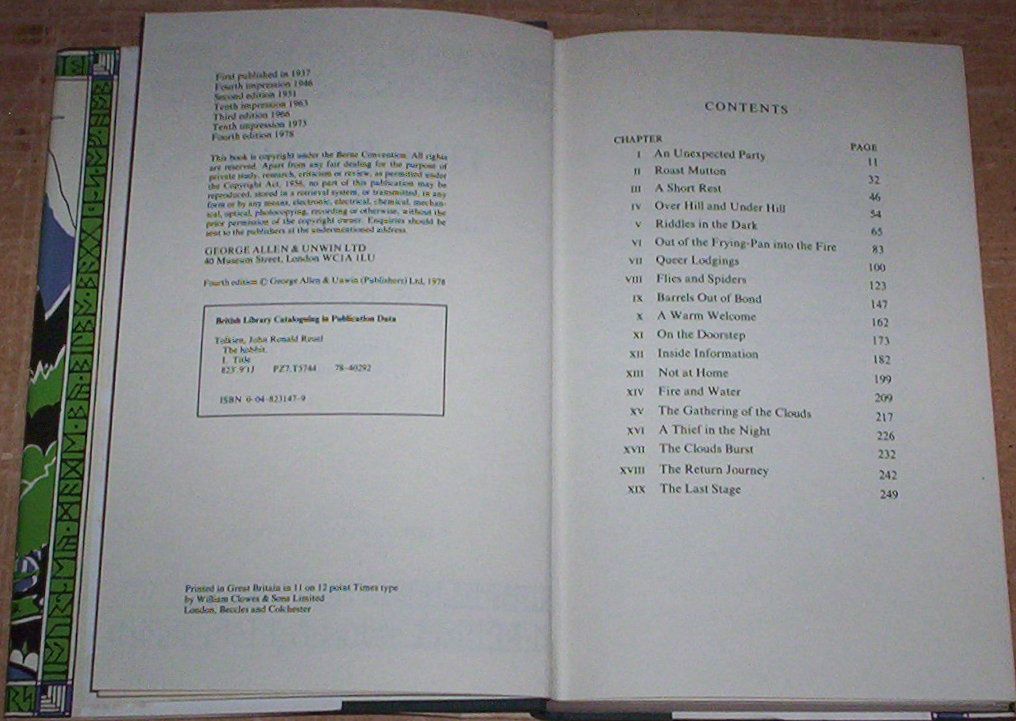 First published in 1937
Fourth impression 1946
Second edition 1951
Tenth impression 1963
Third edition 1966
Tenth impression 1973
Fourth edition 1978
This book is copyright under the Berne Convention. All rights
are reserved. Apart from any fair dealing for the purpose of
private study, research, criticism or review, as permitted under
the Copyright Act, 1956, no part of this publication may be
reproduced, stored in a retrieval system, or transmitted, in any
form or by any means, electronic, electrical, chemical, mechan-
ical, optical, photocopying, recording or otherwise, without the
prior permission of the copyright owner. Enquiries should be
sent to the publishers at the undermentioned address.
GEORGE ALLEN & UNWIN LTD
40 Museum Street, London WC1A 1LU
Fourth edition © George Allen & Unwin (Publishers) Ltd, 1978
British Library Cataloguing in Publication Data
Tolkien, John Ronald Reuel
The hobbit.
I. Title
823'.9'1J PZ7.T5744 78-40292
ISBN 0-04-823147-9
Printed in Great Britain in 11 on 12 point Times type
by William Clowes & Sons Limited
London, Beccles and Colchester
CONTENTS
CHAPTER PAGE
I An Unexpected Party 11
II Roast Mutton 32
III A Short Rest 46
IV Over Hill and Under Hill 54
V Riddles in the Dark 65
VI Out of the Frying-Pan into the Fire 83
VII Queer Lodgings 100
VIII Flies and Spiders 123
IX Barrels Out of Bond 147
X A Warm Welcome 162
XI On the Doorstep 173
XII Inside Information 182
XIII Not at Home 199
XIV Fire and Water 209
XV The Gathering of the Clouds 217
XVI A Thief in the Night 226
XVII The Clouds Burst 232
XVIII The Return Journey 242
XIX The Last Stage 249